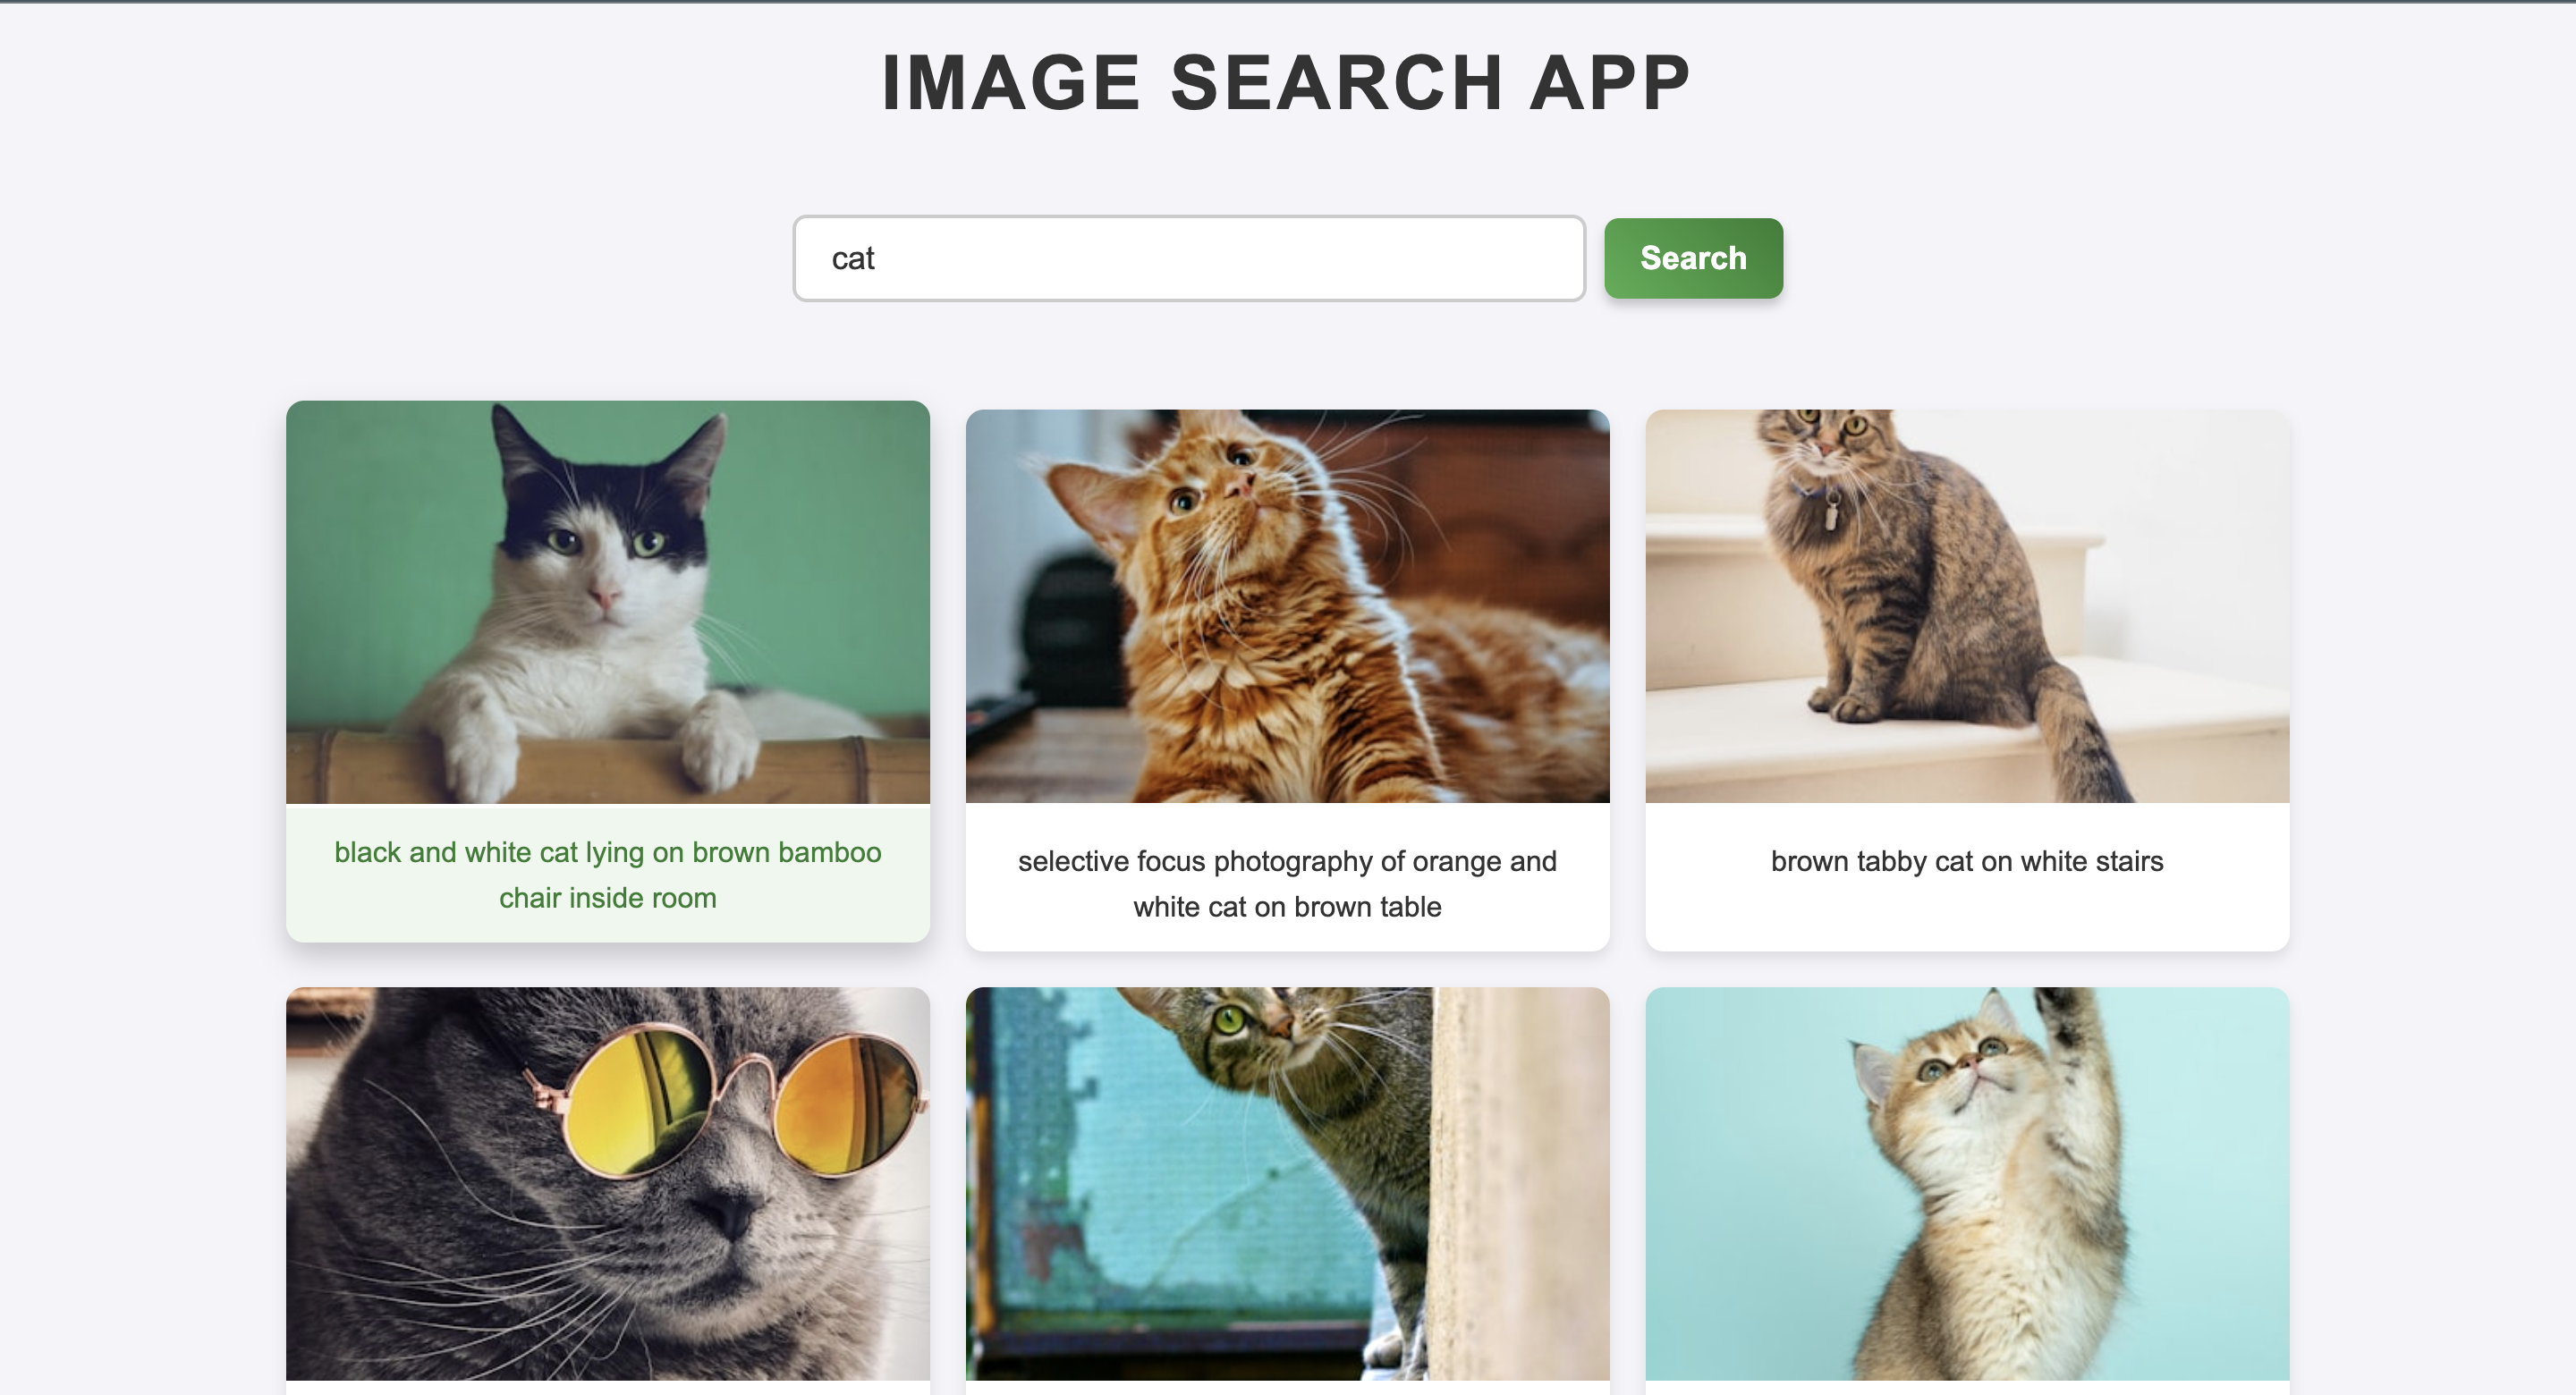 IMAGE SEARCH APP
cat
Search
black and white cat lying on brown bamboo
chair inside room
selective focus photography of orange and
white cat on brown table
brown tabby cat on white stairs